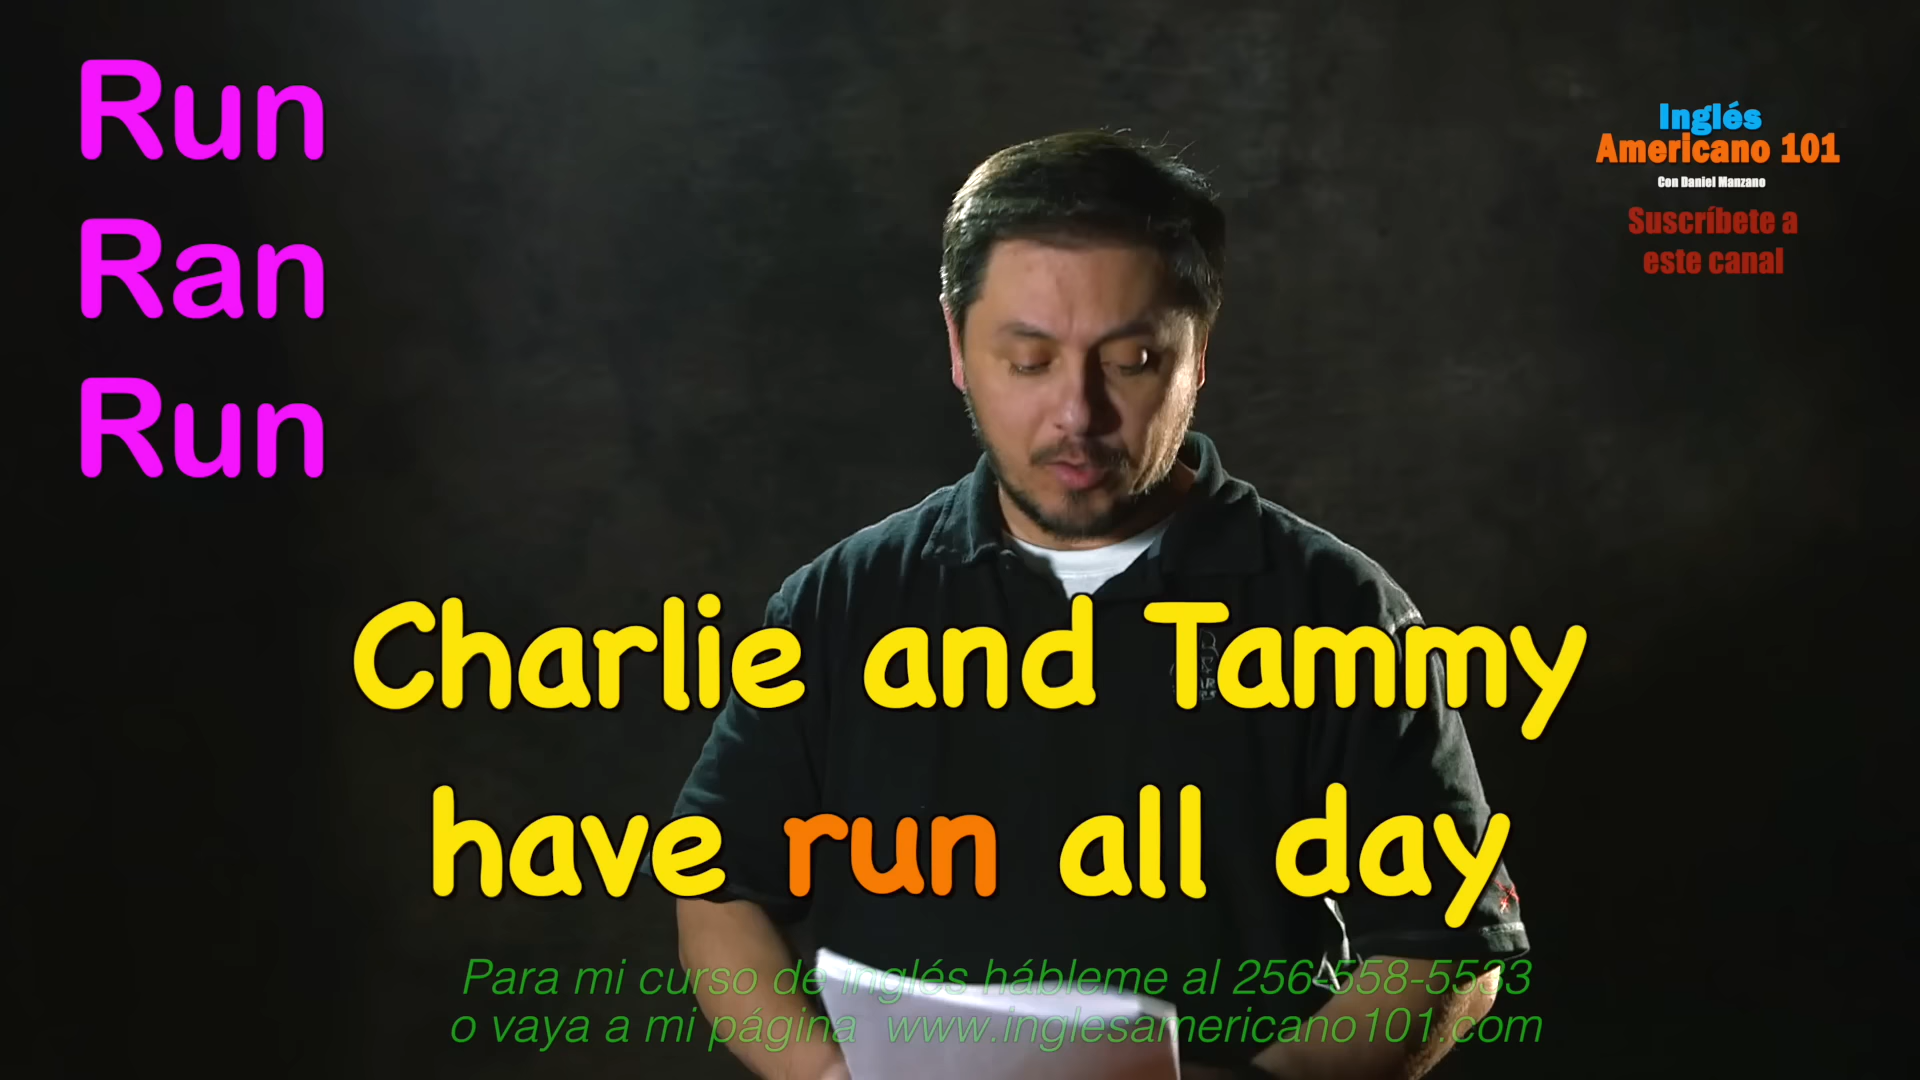 Run
Ran
Run
Inglés
Americano 101
Con Daniel Manzano
Suscríbete a
este canal
Charlie and Tammy
have run all day
Para mi curso de inglés hábleme al 256-558-5533
o vaya a mi página www.inglesamericano101.com